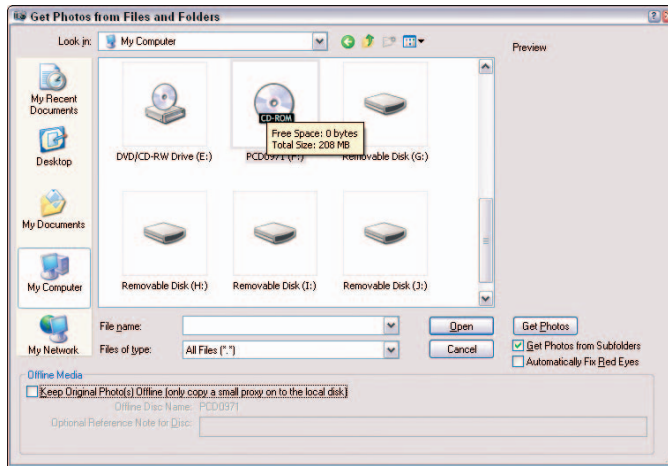 Get Photos from Files and Folders
Look in: My Computer
Preview
My Recent Documents
Desktop
My Documents
My Computer
My Network
DVD/CD-RW Drive (E:)
CD-ROM
PCD0971 (F:)
Free Space: 0 bytes
Total Size: 208 MB
Removable Disk (G:)
Removable Disk (H:)
Removable Disk (I:)
Removable Disk (J:)
File name:
Open
Get Photos
Files of type: All Files (*.*)
Cancel
Get Photos from Subfolders
Automatically Fix Red Eyes
Offline Media
Keep Original Photo(s) Offline (only copy a small proxy on to the local disk)
Offline Disc Name: PCD0971
Optional Reference Note for Disc: